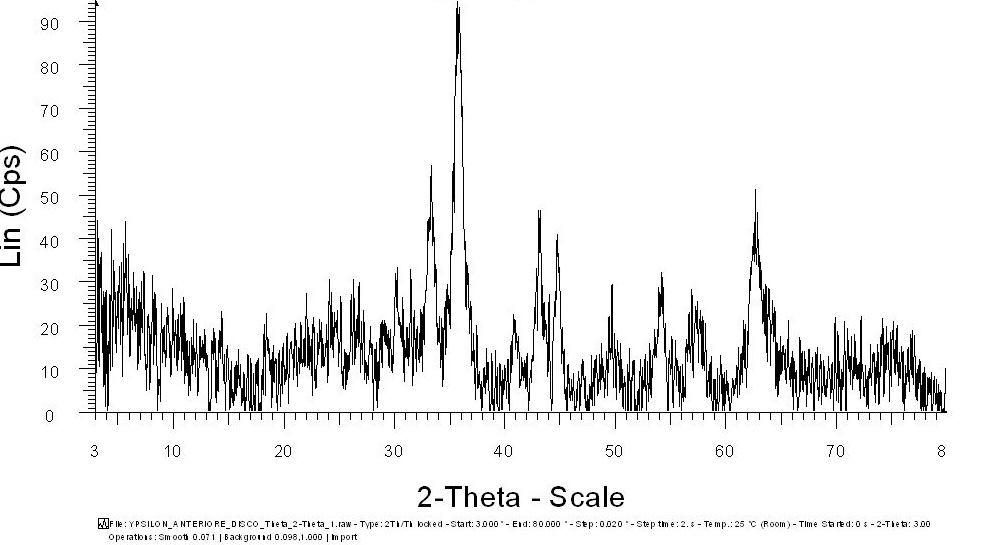 90
80
70
60
50
40
30
20
10
0
Lin (Cps)
3 10 20 30 40 50 60 70 8
2-Theta - Scale
File: YPSILON_ANTERIORE_DISCO_Theta_2-Theta_1.raw - Type: 2Th/Th locked - Start: 3.000 ° - End: 80.000 ° - Step: 0.020 ° - Step time: 2. s - Temp.: 25 °C (Room) - Time Started: 0 s - 2-Theta: 3.00
Operations: Smooth 0.071 | Background 0.098,1.000 | Import